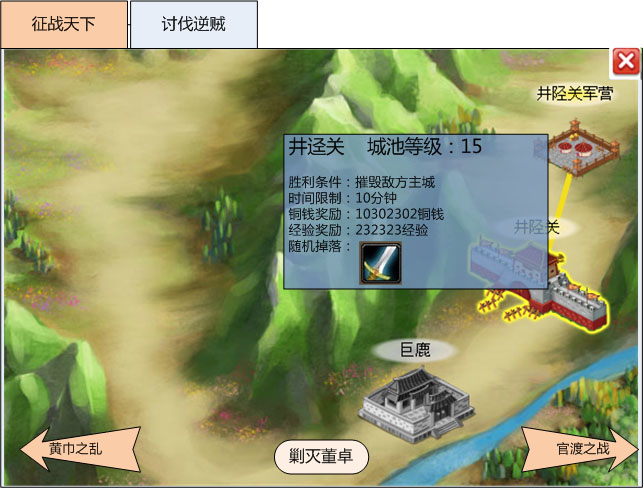 征战天下
讨伐逆贼
井陉关军营
井迳关 城池等级：15
胜利条件：摧毁敌方主城
时间限制：10分钟
铜钱奖励：10302302铜钱
经验奖励：232323经验
随机掉落：
井陉关
巨鹿
黄巾之乱
剿灭董卓
官渡之战